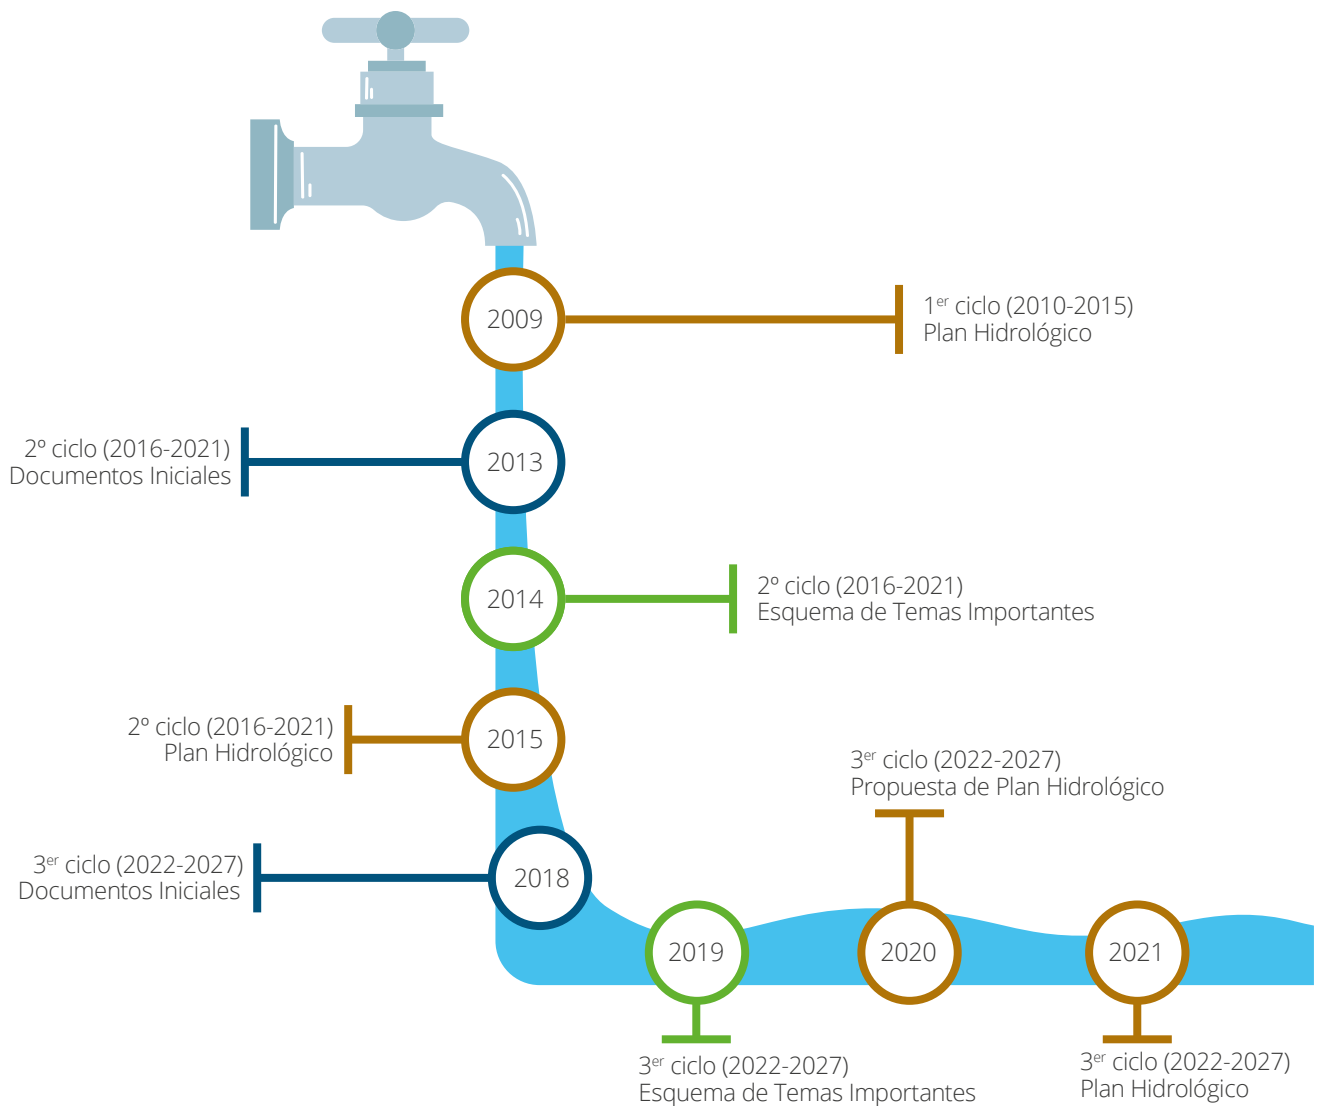 2009
1er ciclo (2010-2015)
Plan Hidrológico
2º ciclo (2016-2021)
Documentos Iniciales
2013
2014
2º ciclo (2016-2021)
Esquema de Temas Importantes
2º ciclo (2016-2021)
Plan Hidrológico
2015
3er ciclo (2022-2027)
Documentos Iniciales
2018
2019
3er ciclo (2022-2027)
Esquema de Temas Importantes
3er ciclo (2022-2027)
Propuesta de Plan Hidrológico
2020
2021
3er ciclo (2022-2027)
Plan Hidrológico